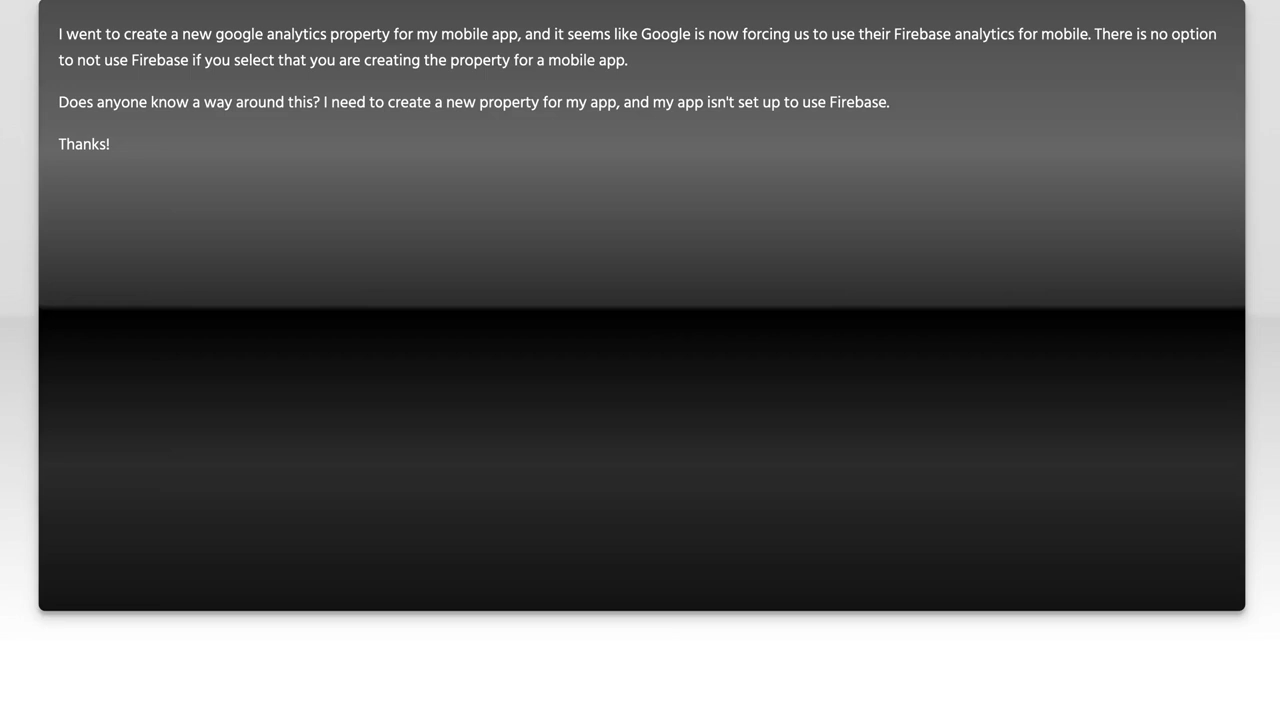 I went to create a new google analytics property for my mobile app, and it seems like Google is now forcing us to use their Firebase analytics for mobile. There is no option
to not use Firebase if you select that you are creating the property for a mobile app.
Does anyone know a way around this? I need to create a new property for my app, and my app isn't set up to use Firebase.
Thanks!